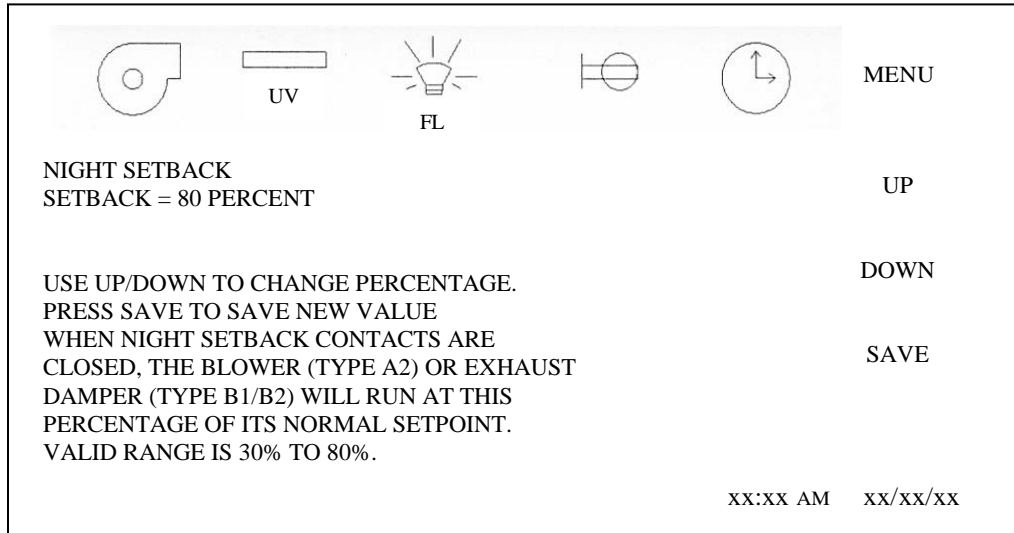 MENU
UV
FL
NIGHT SETBACK
SETBACK = 80 PERCENT
UP
DOWN
USE UP/DOWN TO CHANGE PERCENTAGE.
PRESS SAVE TO SAVE NEW VALUE
WHEN NIGHT SETBACK CONTACTS ARE
CLOSED, THE BLOWER (TYPE A2) OR EXHAUST
DAMPER (TYPE B1/B2) WILL RUN AT THIS
PERCENTAGE OF ITS NORMAL SETPOINT.
VALID RANGE IS 30% TO 80%.
SAVE
xx:xx AM xx/xx/xx